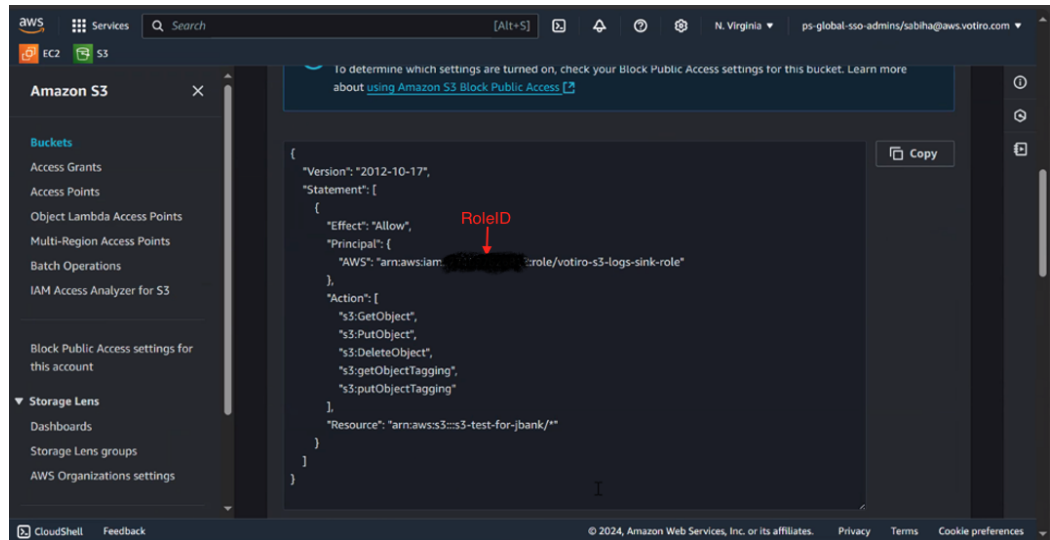 aws Services Search [Alt+S] N. Virginia ▼ ps-global-sso-admins/sabiha@aws.votiro.com ▼
EC2 S3
Amazon S3
Buckets
Access Grants
Access Points
Object Lambda Access Points
Multi-Region Access Points
Batch Operations
IAM Access Analyzer for S3
Block Public Access settings for
this account
▼ Storage Lens
Dashboards
Storage Lens groups
AWS Organizations settings
To determine which settings are turned on, check your Block Public Access settings for this bucket. Learn more
about using Amazon S3 Block Public Access
Copy
{
"Version": "2012-10-17",
"Statement": [
{
RoleID
"Effect": "Allow",
"Principal": {
"AWS": "arn:aws:iam::role/votiro-s3-logs-sink-role"
},
"Action": [
"s3:GetObject",
"s3:PutObject",
"s3:DeleteObject",
"s3:getObjectTagging",
"s3:putObjectTagging"
],
"Resource": "arn:aws:s3:::s3-test-for-jbank/*"
}
]
}
CloudShell Feedback © 2024, Amazon Web Services, Inc. or its affiliates. Privacy Terms Cookie preferences